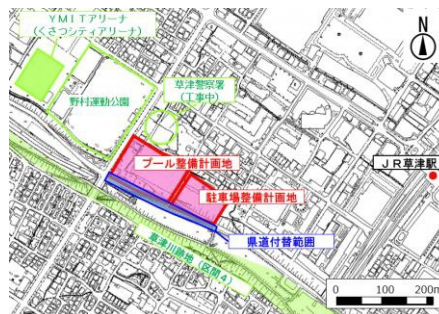 YMITアリーナ
(くさつシティアリーナ)
N
野村運動公園
草津警察署
(工事中)
プール整備計画地
JR草津駅
駐車場整備計画地
県道付替範囲
草津川跡地(区間4)
0 100 200m